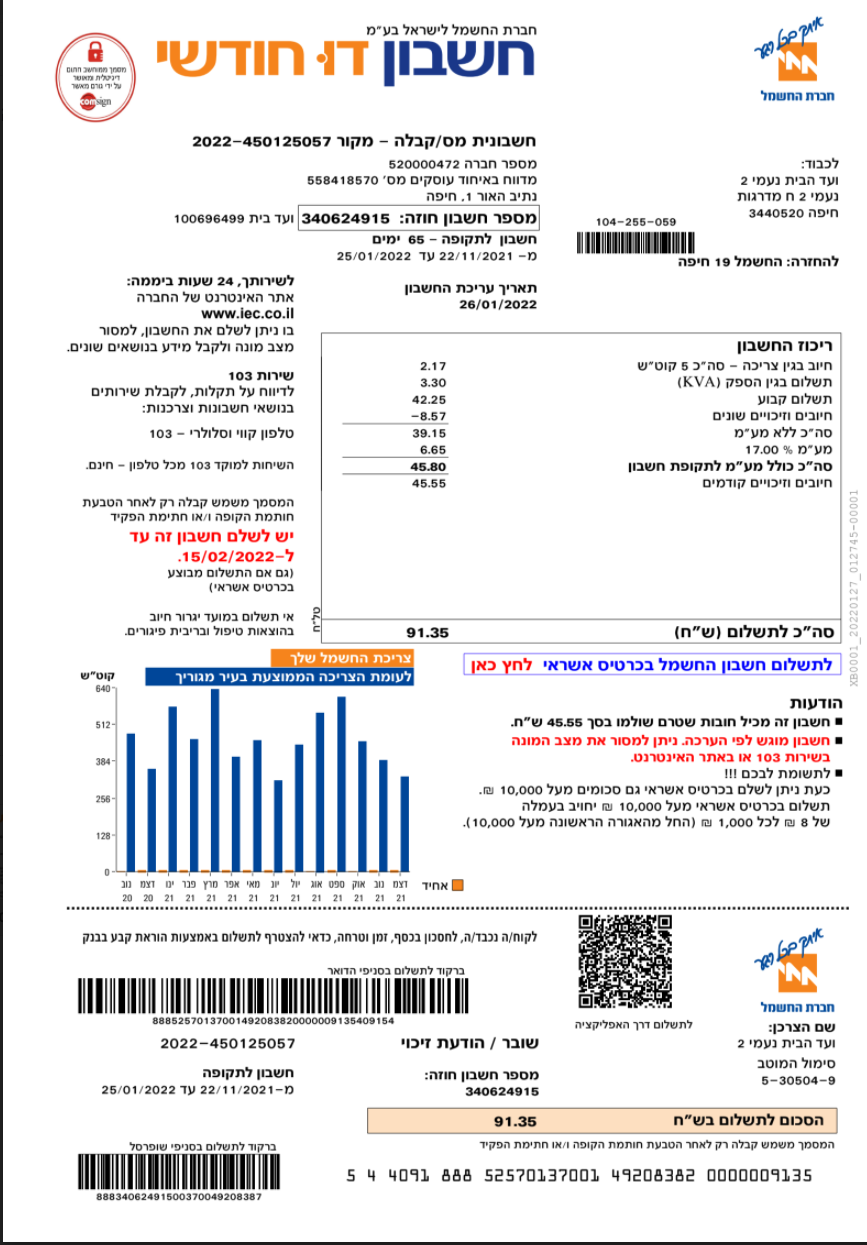 איתך בכל רגע
חברת החשמל
חברת החשמל לישראל בע"מ
חשבון דו חודשי
מסמך ממוחשב חתום
דיגיטלית ומאושר
על ידי גורם מאשר
comsign
חשבונית מס/קבלה – מקור 2022-450125057
מספר חברה 520000472
מדווח באיחוד עוסקים מס' 558418570
נתיב האור 1, חיפה
מספר חשבון חוזה: 340624915 ועד בית 100696499
חשבון לתקופה – 65 ימים
מ- 22/11/2021 עד 25/01/2022
תאריך עריכת החשבון
26/01/2022
לכבוד:
ועד הבית נעמי 2
נעמי 2 ח מדרגות
חיפה 3440520
104-255-059
להחזרה: החשמל 19 חיפה
לשירותך, 24 שעות ביממה:
אתר האינטרנט של החברה
www.iec.co.il
בו ניתן לשלם את החשבון, למסור
מצב מונה ולקבל מידע בנושאים שונים.
שירות 103
לדיווח על תקלות, לקבלת שירותים
בנושאי חשבונות וצרכנות:
טלפון קווי וסלולרי – 103
השיחות למוקד 103 מכל טלפון – חינם.
המסמך משמש קבלה רק לאחר הטבעת
חותמת הקופה ו/או חתימת הפקיד
יש לשלם חשבון זה עד
ל-15/02/2022.
(גם אם התשלום מבוצע
בכרטיס אשראי)
אי תשלום במועד יגרור חיוב
בהוצאות טיפול ובריבית פיגורים.
ריכוז החשבון
חיוב בגין צריכה – סה"כ 5 קוט"ש 2.17
תשלום בגין הספק (KVA) 3.30
תשלום קבוע 42.25
חיובים וזיכויים שונים -8.57
סה"כ ללא מע"מ 39.15
מע"מ % 17.00 6.65
סה"כ כולל מע"מ לתקופת חשבון 45.80
חיובים וזיכויים קודמים 45.55
סה"כ לתשלום (ש"ח) 91.35
טל"ח
XB0001_20220127_012745-00001
לתשלום חשבון החשמל בכרטיס אשראי לחץ כאן
הודעות
חשבון זה מכיל חובות שטרם שולמו בסך 45.55 ש"ח.
חשבון מוגש לפי הערכה. ניתן למסור את מצב המונה
בשירות 103 או באתר האינטרנט.
לתשומת לבכם !!!
כעת ניתן לשלם בכרטיס אשראי גם סכומים מעל 10,000 ₪.
תשלום בכרטיס אשראי מעל 10,000 ₪ יחויב בעמלה
של 8 ₪ לכל 1,000 ₪ (החל מהאגורה הראשונה מעל 10,000).
צריכת החשמל שלך
לעומת הצריכה הממוצעת בעיר מגוריך
קוט"ש
640
512
384
256
128
0
נוב דצמ ינו פבר מרץ אפר מאי יונ יול אוג ספט אוק נוב דצמ
20 20 21 21 21 21 21 21 21 21 21 21 21 21
אחיד
איתך בכל רגע
חברת החשמל
לקוח/ה נכבד/ה, לחסכון בכסף, זמן וטרחה, כדאי להצטרף לתשלום באמצעות הוראת קבע בבנק
ברקוד לתשלום בסניפי הדואר
88852570137001492083820000009135409154
לתשלום דרך האפליקציה
שם הצרכן:
ועד הבית נעמי 2
סימול המוטב
5-30504-9
שובר / הודעת זיכוי 2022-450125057
מספר חשבון חוזה:
340624915
חשבון לתקופה
מ-22/11/2021 עד 25/01/2022
הסכום לתשלום בש"ח 91.35
המסמך משמש קבלה רק לאחר הטבעת חותמת הקופה ו/או חתימת הפקיד
ברקוד לתשלום בסניפי שופרסל
88834062491500370049208387
5 4 4091 888 52570137001 49208382 0000009135